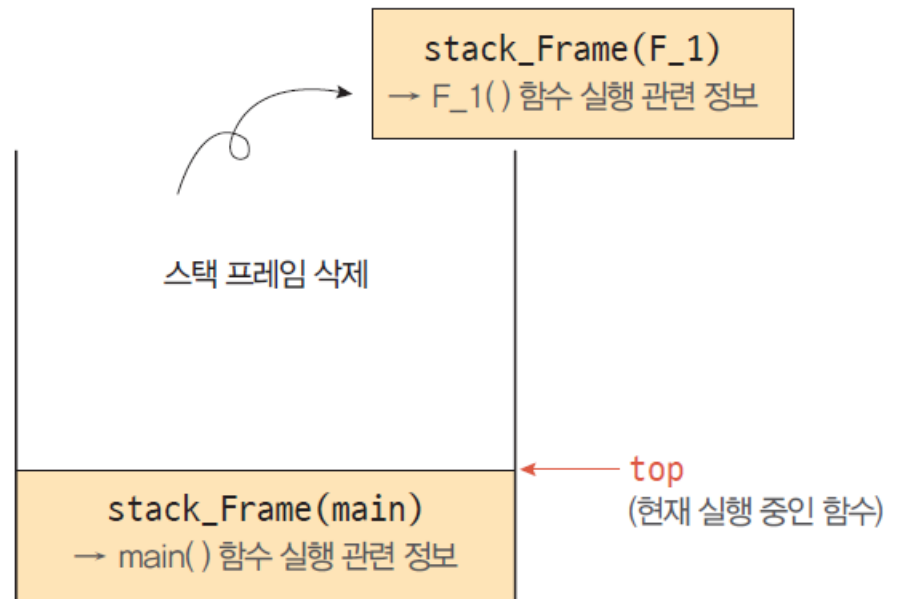 stack_Frame(F_1)
→ F_1( ) 함수 실행 관련 정보
스택 프레임 삭제
top
(현재 실행 중인 함수)
stack_Frame(main)
→ main( ) 함수 실행 관련 정보